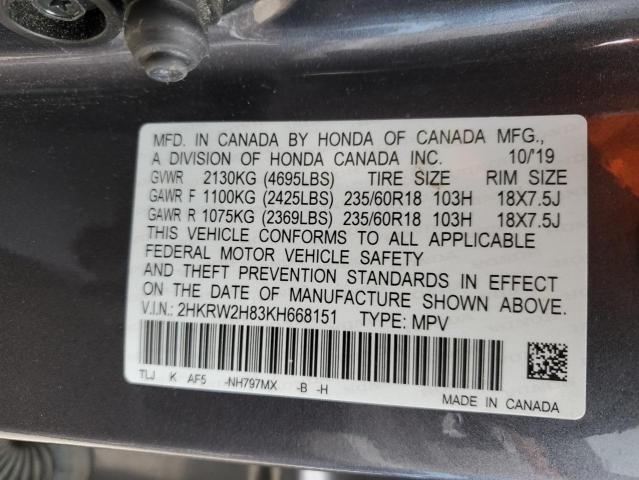 MFD. IN CANADA BY HONDA OF CANADA MFG.,
A DIVISION OF HONDA CANADA INC. 10/'19
GVWR 2130KG (4695LBS) TIRE SIZE RIM SIZE
GAWR F 1100KG (2425LBS) 235/60R18 103H 18X7.5J
GAWR R 1075KG (2369LBS) 235/60R18 103H 18X7.5J
THIS VEHICLE CONFORMS TO ALL APPLICABLE
FEDERAL MOTOR VEHICLE SAFETY
AND THEFT PREVENTION STANDARDS IN EFFECT
ON THE DATE OF MANUFACTURE SHOWN ABOVE.
V.I.N.: 2HKRW2H83KH668151 TYPE: MPV
TLJ K AF5 -NH797MX -B -H
MADE IN CANADA